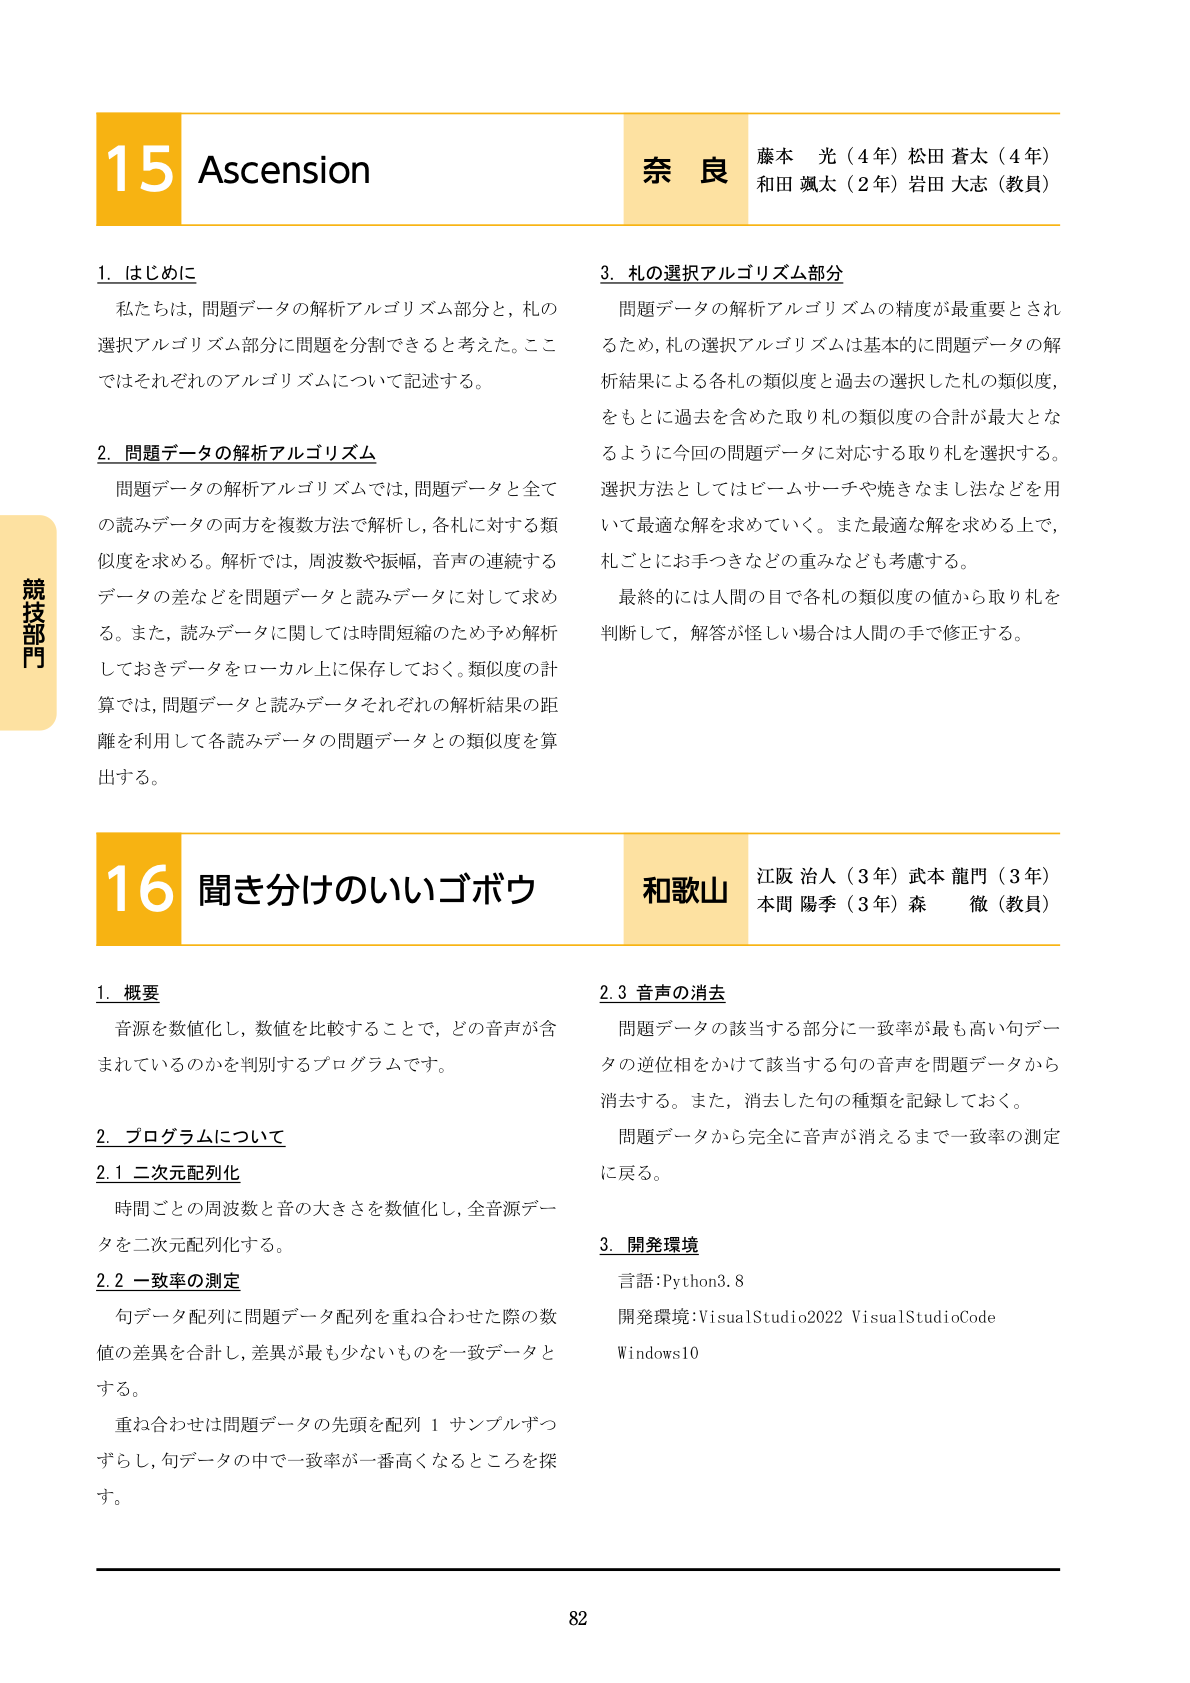 15 Ascension 奈 良 藤本 光（４年）松田 蒼太（４年）
和田 颯太（２年）岩田 大志（教員）
1. はじめに
私たちは, 問題データの解析アルゴリズム部分と, 札の
選択アルゴリズム部分に問題を分割できると考えた。ここ
ではそれぞれのアルゴリズムについて記述する。
2. 問題データの解析アルゴリズム
問題データの解析アルゴリズムでは, 問題データと全て
の読みデータの両方を複数方法で解析し, 各札に対する類
似度を求める。解析では, 周波数や振幅, 音声の連続する
データの差などを問題データと読みデータに対して求め
る。また, 読みデータに関しては時間短縮のため予め解析
しておきデータをローカル上に保存しておく。類似度の計
算では, 問題データと読みデータそれぞれの解析結果の距
離を利用して各読みデータの問題データとの類似度を算
出する。
3. 札の選択アルゴリズム部分
問題データの解析アルゴリズムの精度が最重要とされ
るため, 札の選択アルゴリズムは基本的に問題データの解
析結果による各札の類似度と過去の選択した札の類似度,
をもとに過去を含めた取り札の類似度の合計が最大とな
るように今回の問題データに対応する取り札を選択する。
選択方法としてはビームサーチや焼きなまし法などを用
いて最適な解を求めていく。また最適な解を求める上で,
札ごとにお手つきなどの重みなども考慮する。
最終的には人間の目で各札の類似度の値から取り札を
判断して, 解答が怪しい場合は人間の手で修正する。
競技部門
16 聞き分けのいいゴボウ 和歌山 江阪 治人（３年）武本 龍門（３年）
本間 陽季（３年）森 徹（教員）
1. 概要
音源を数値化し, 数値を比較することで, どの音声が含
まれているのかを判別するプログラムです。
2. プログラムについて
2.1 二次元配列化
時間ごとの周波数と音の大きさを数値化し, 全音源デー
タを二次元配列化する。
2.2 一致率の測定
句データ配列に問題データ配列を重ね合わせた際の数
値の差異を合計し, 差異が最も少ないものを一致データと
する。
重ね合わせは問題データの先頭を配列 1 サンプルずつ
ずらし, 句データの中で一致率が一番高くなるところを探
す。
2.3 音声の消去
問題データの該当する部分に一致率が最も高い句デー
タの逆位相をかけて該当する句の音声を問題データから
消去する。また, 消去した句の種類を記録しておく。
問題データから完全に音声が消えるまで一致率の測定
に戻る。
3. 開発環境
言語:Python3.8
開発環境:VisualStudio2022 VisualStudioCode
Windows10
82